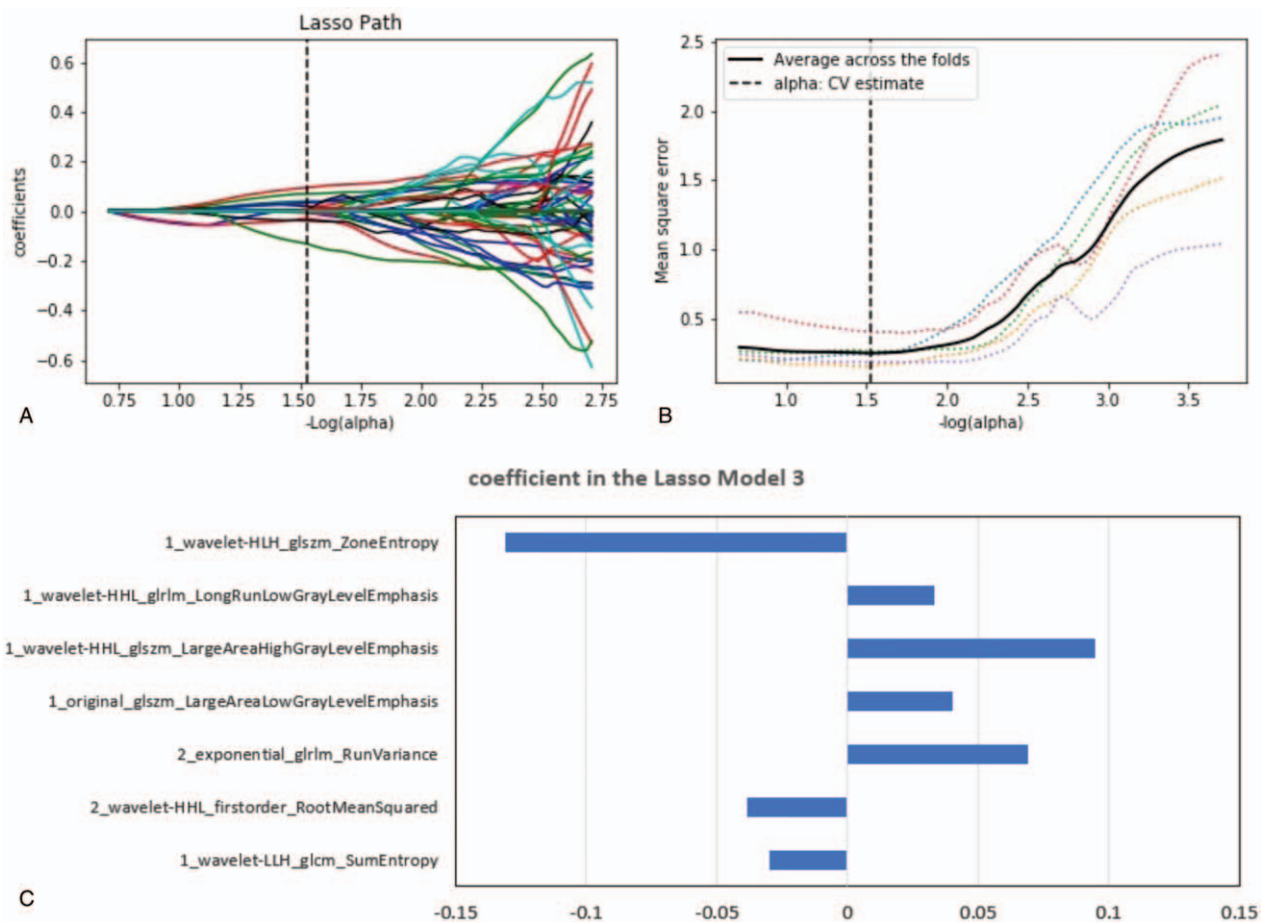 Lasso Path
0.6
0.4
0.2
0.0
−0.2
−0.4
−0.6
coefficients
0.75 1.00 1.25 1.50 1.75 2.00 2.25 2.50 2.75
-Log(alpha)
A
2.5
2.0
1.5
1.0
0.5
Mean square error
Average across the folds
alpha: CV estimate
1.0 1.5 2.0 2.5 3.0 3.5
-log(alpha)
B
coefficient in the Lasso Model 3
1_wavelet-HLH_glszm_ZoneEntropy
1_wavelet-HHL_glrlm_LongRunLowGrayLevelEmphasis
1_wavelet-HHL_glszm_LargeAreaHighGrayLevelEmphasis
1_original_glszm_LargeAreaLowGrayLevelEmphasis
2_exponential_glrlm_RunVariance
2_wavelet-HHL_firstorder_RootMeanSquared
1_wavelet-LLH_glcm_SumEntropy
C
-0.15 -0.1 -0.05 0 0.05 0.1 0.15